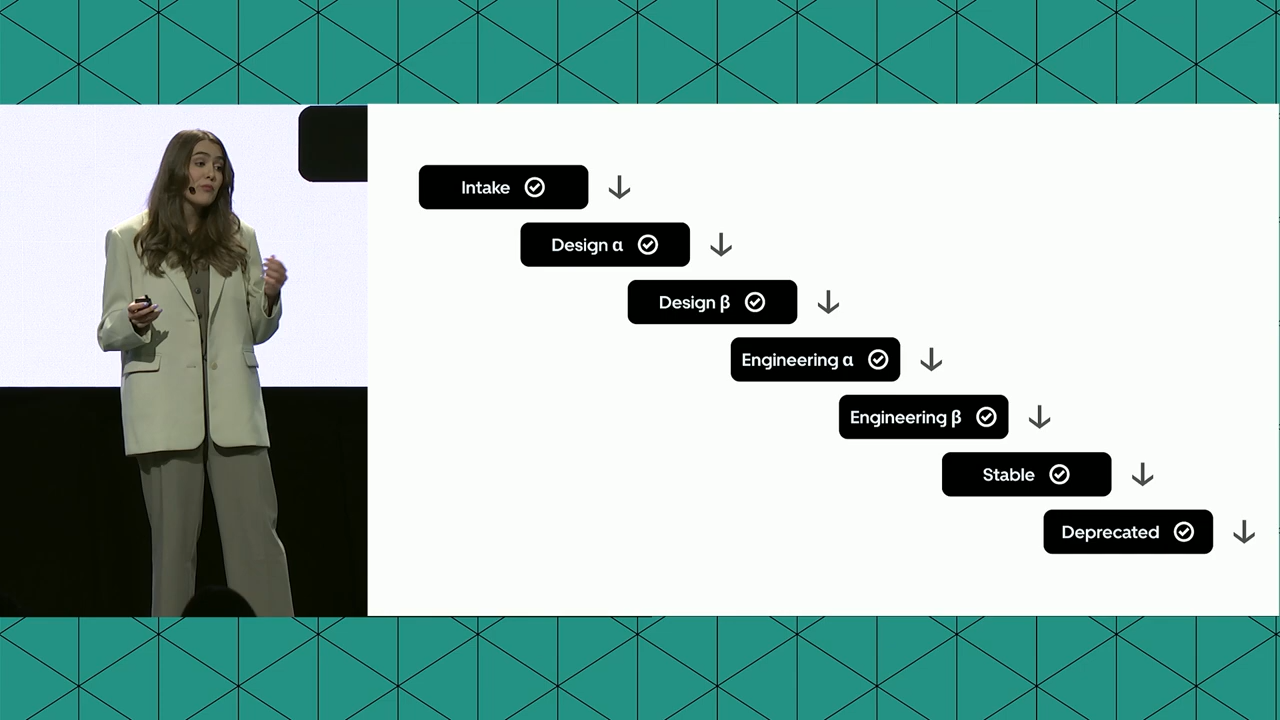 Intake
Design α
Design β
Engineering α
Engineering β
Stable
Deprecated